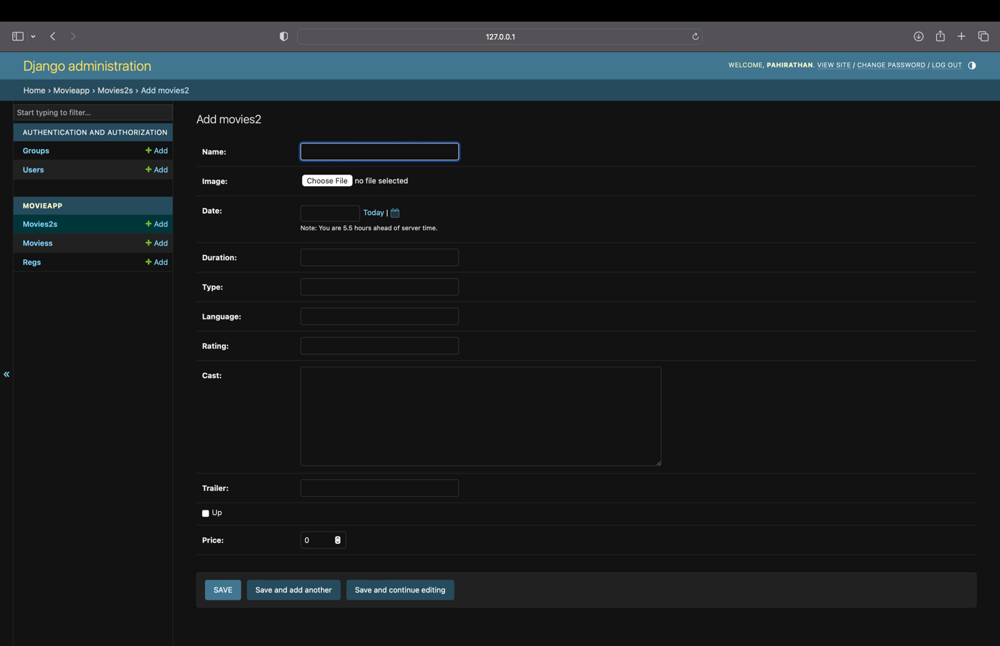 127.0.0.1
Django administration
WELCOME, PAHIRATHAN. VIEW SITE / CHANGE PASSWORD / LOG OUT
Home › Movieapp › Movies2s › Add movies2
Start typing to filter...
AUTHENTICATION AND AUTHORIZATION
Groups + Add
Users + Add
MOVIEAPP
Movies2s + Add
Moviess + Add
Regs + Add
«
Add movies2
Name:
Image: Choose File no file selected
Date: Today |
Note: You are 5.5 hours ahead of server time.
Duration:
Type:
Language:
Rating:
Cast:
Trailer:
Up
Price: 0
SAVE Save and add another Save and continue editing